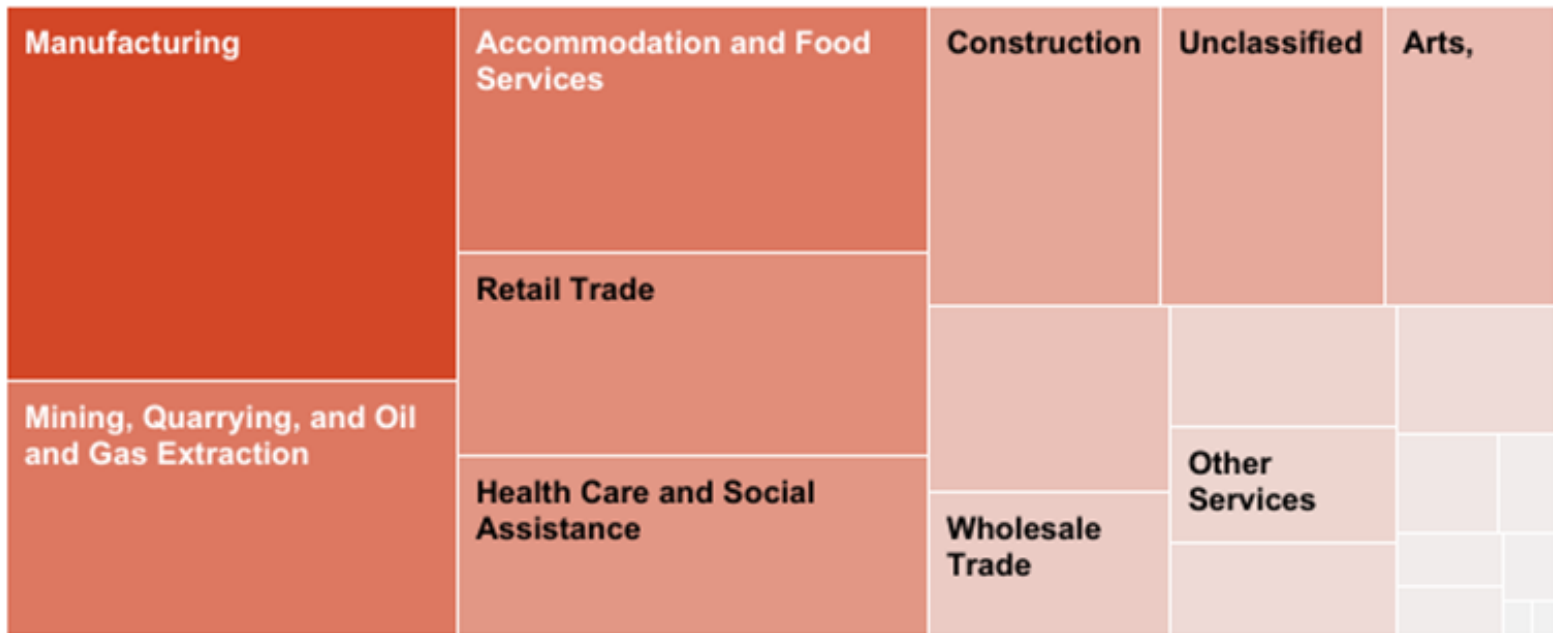 Manufacturing
Mining, Quarrying, and Oil
and Gas Extraction
Accommodation and Food
Services
Retail Trade
Health Care and Social
Assistance
Construction
Unclassified
Arts,
Wholesale
Trade
Other
Services